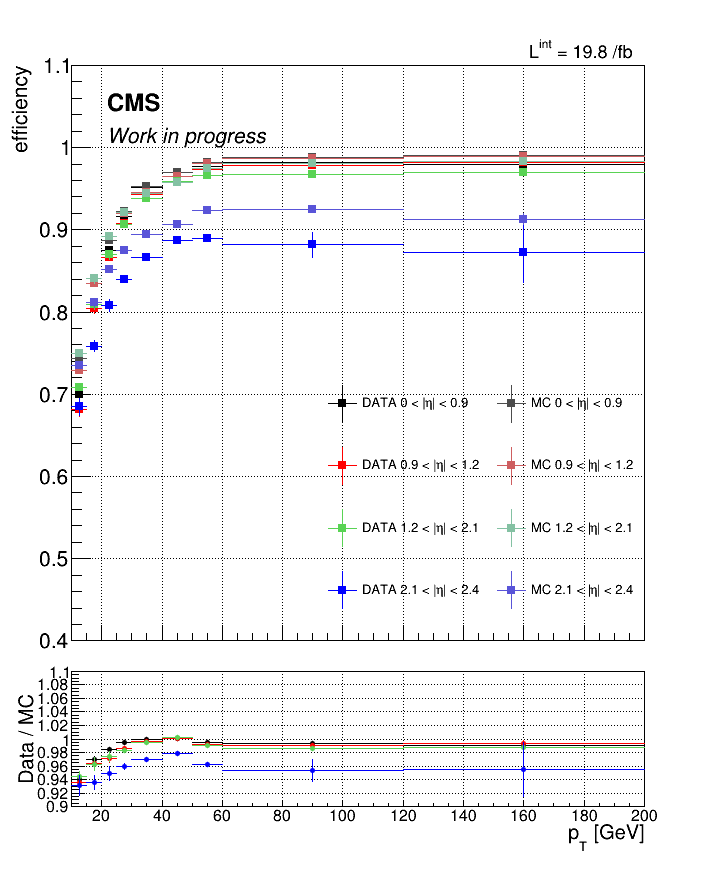 L^int = 19.8 /fb
efficiency
1.1
CMS
Work in progress
1
0.9
0.8
0.7
DATA 0 < |η| < 0.9
MC 0 < |η| < 0.9
DATA 0.9 < |η| < 1.2
MC 0.9 < |η| < 1.2
0.6
DATA 1.2 < |η| < 2.1
MC 1.2 < |η| < 2.1
0.5
DATA 2.1 < |η| < 2.4
MC 2.1 < |η| < 2.4
0.4
Data / MC
1.1
1.08
1.06
1.04
1.02
1
0.98
0.96
0.94
0.92
0.9
20 40 60 80 100 120 140 160 180 200
p_T [GeV]